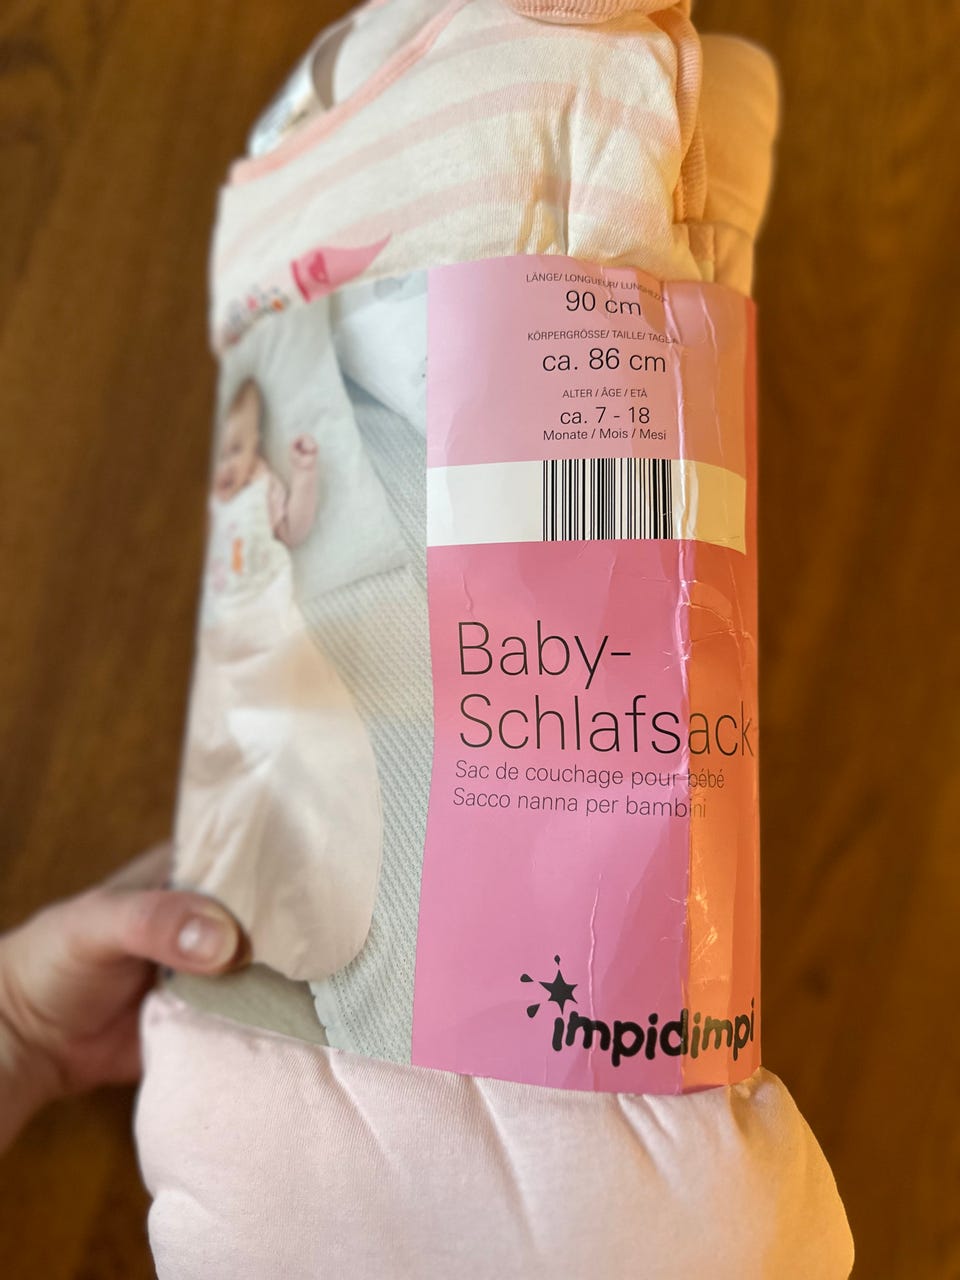 LÄNGE/ LONGUEUR/ LUNGHEZZA
90 cm
KÖRPERGRÖSSE/ TAILLE/ TAGLIA
ca. 86 cm
ALTER / ÂGE / ETÀ
ca. 7 - 18
Monate / Mois / Mesi
Baby-
Schlafsack
Sac de couchage pour bébé
Sacco nanna per bambini
impidimpi